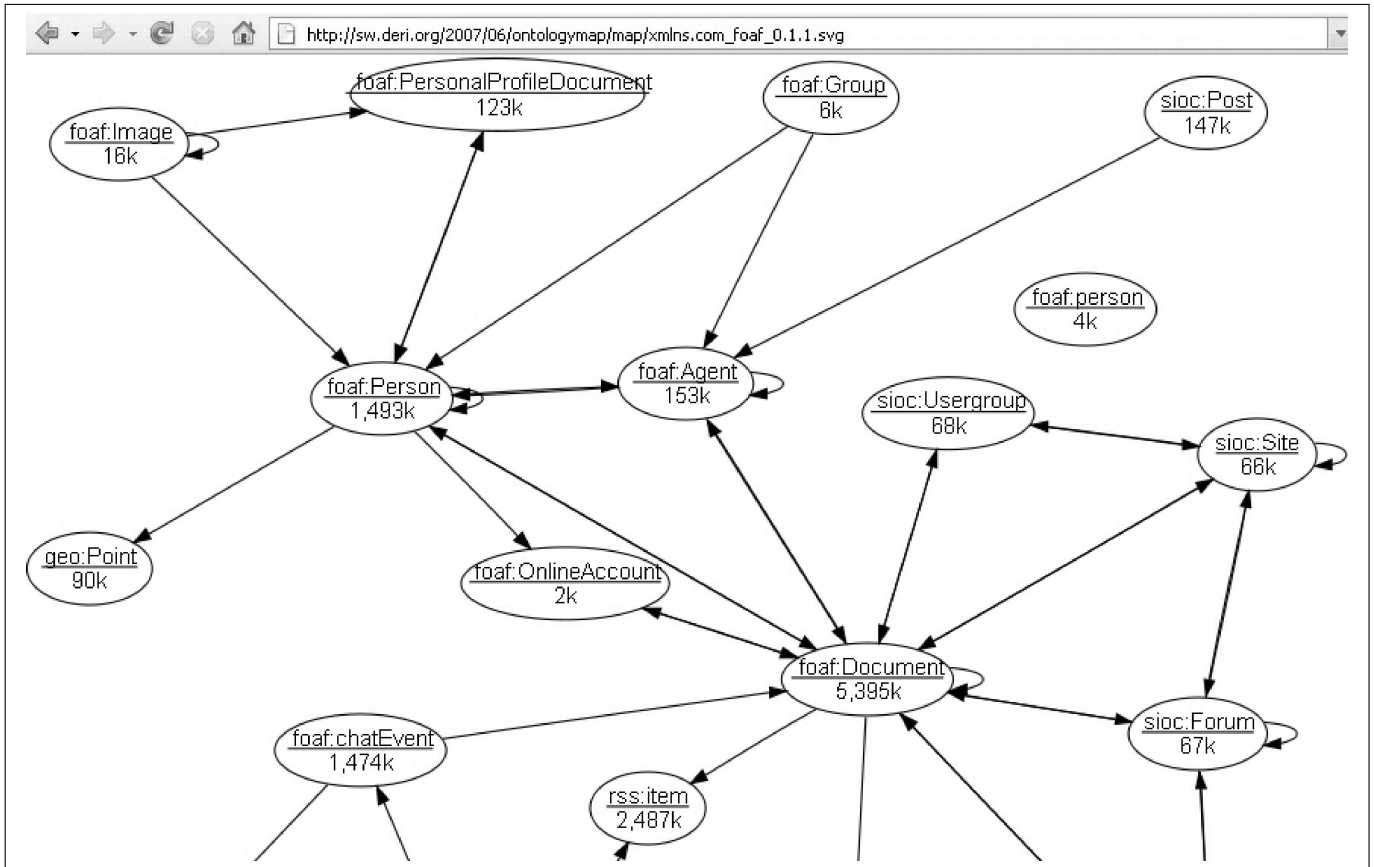 http://sw.deri.org/2007/06/ontologymap/map/xmlns.com_foaf_0.1.1.svg
foaf:PersonalProfileDocument
123k
foaf:Group
6k
sioc:Post
147k
foaf:Image
16k
foaf:person
4k
foaf:Person
1,493k
foaf:Agent
153k
sioc:Usergroup
68k
sioc:Site
66k
geo:Point
90k
foaf:OnlineAccount
2k
foaf:Document
5,395k
foaf:chatEvent
1,474k
sioc:Forum
67k
rss:item
2,487k